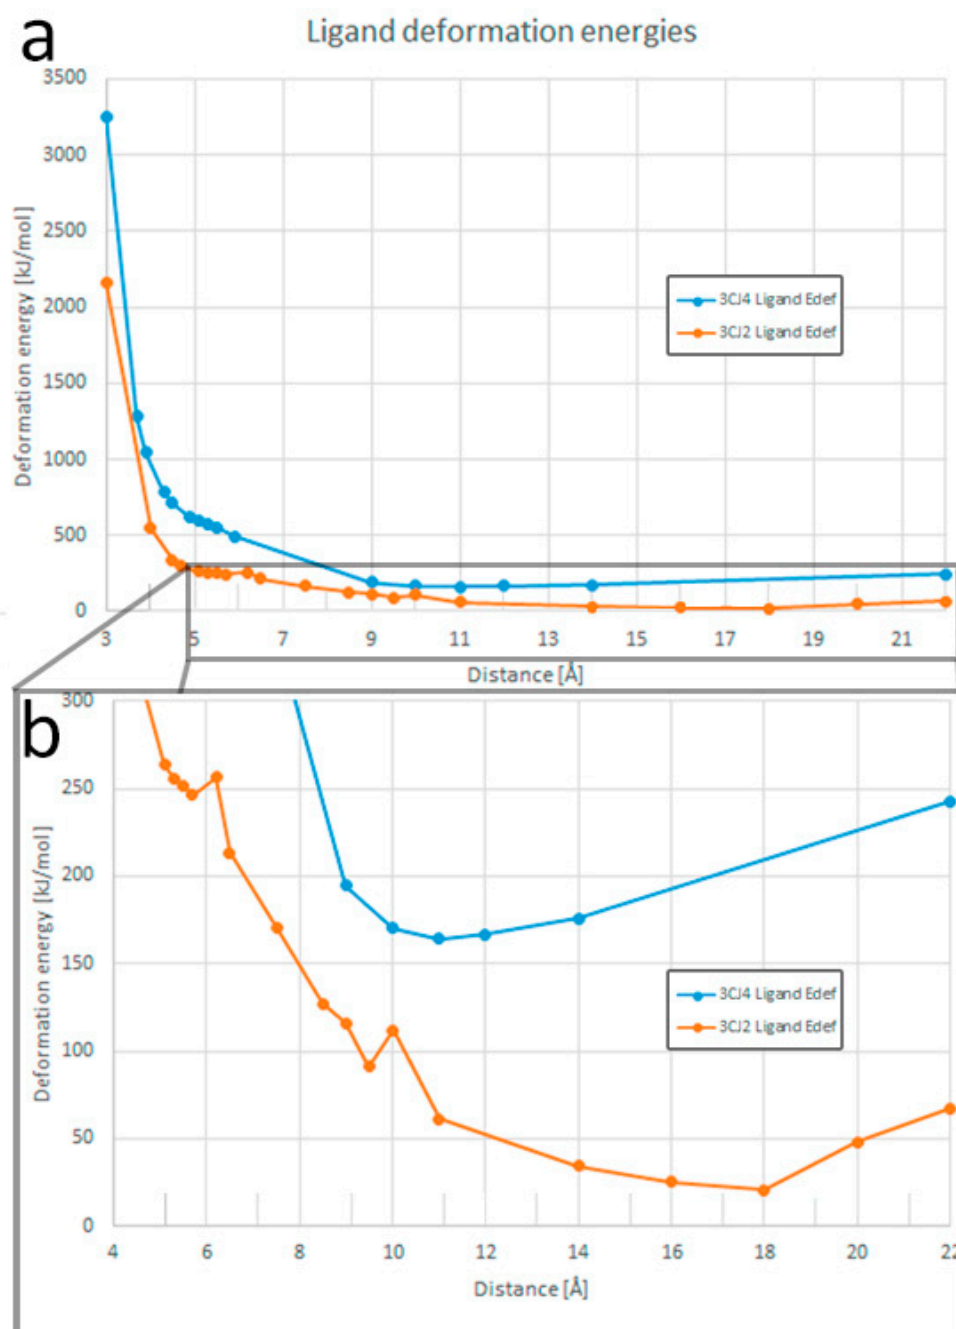 a
Ligand deformation energies
3500
3000
2500
2000
1500
1000
500
0
Deformation energy [kJ/mol]
3CJ4 Ligand Edef
3CJ2 Ligand Edef
3 5 7 9 11 13 15 17 19 21
Distance [Å]
b
300
250
200
150
100
50
0
Deformation energy [kJ/mol]
3CJ4 Ligand Edef
3CJ2 Ligand Edef
4 6 8 10 12 14 16 18 20 22
Distance [Å]